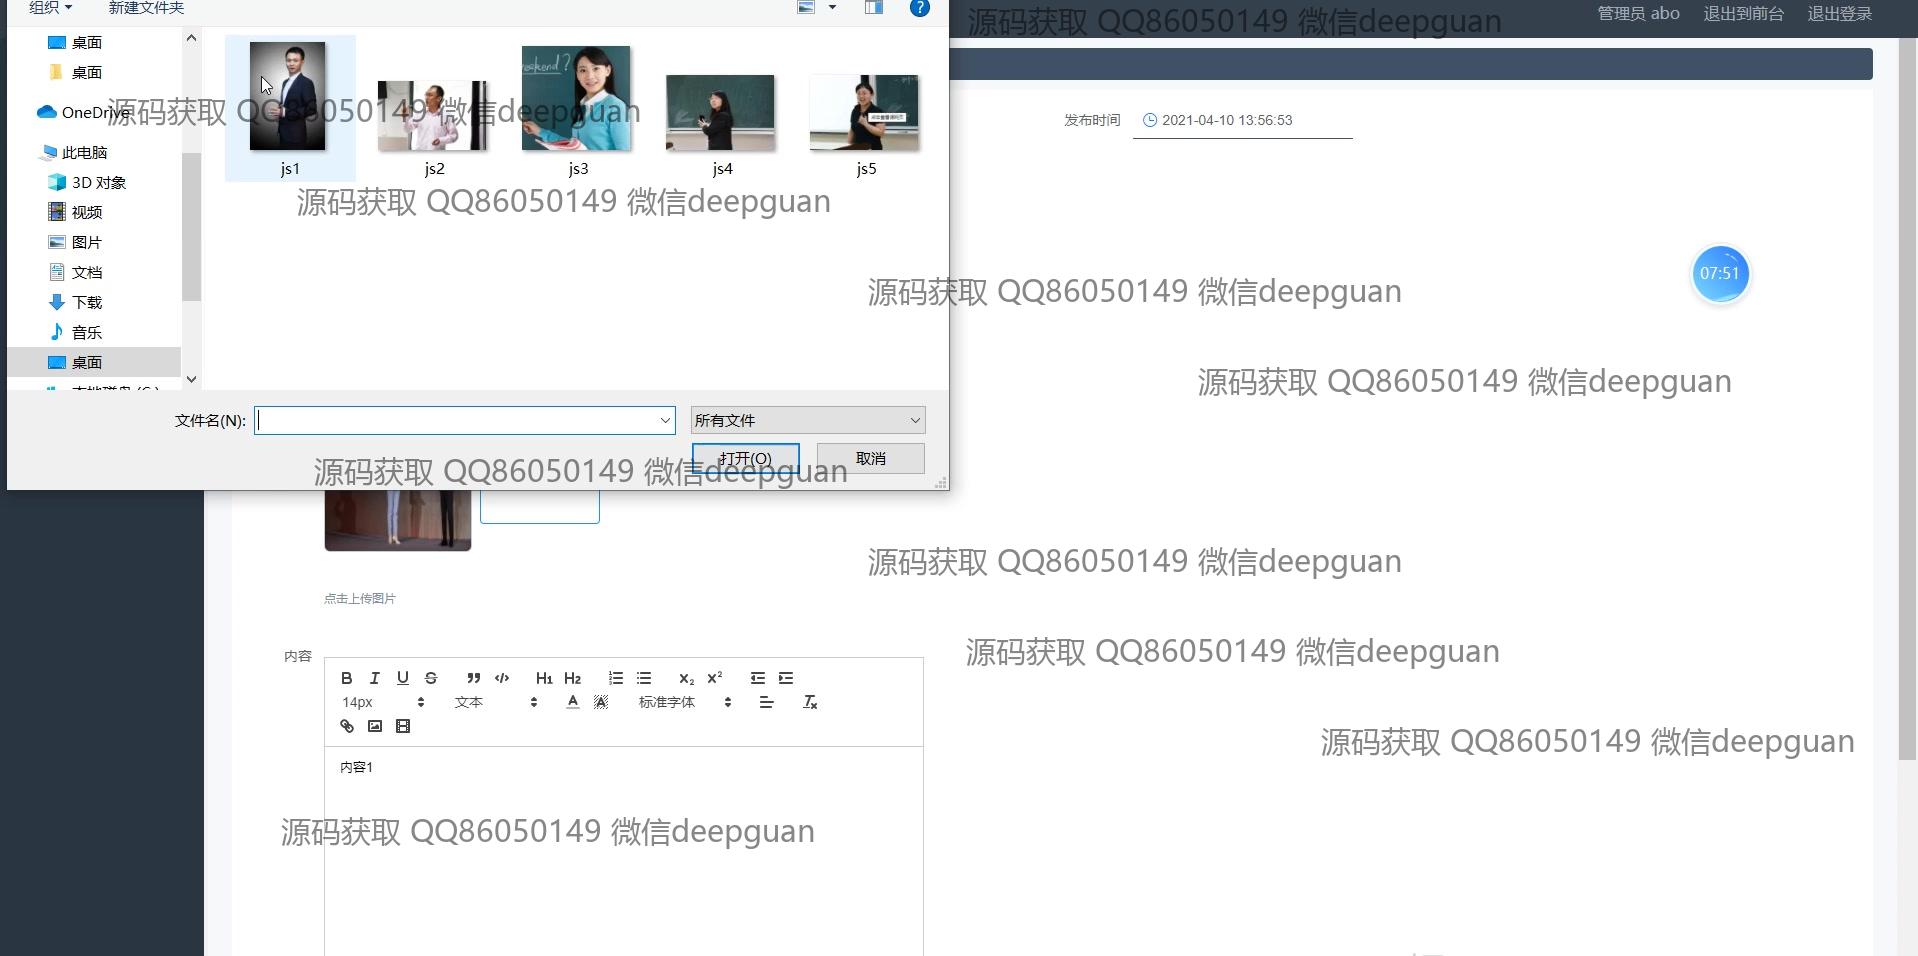 组织 新建文件夹
源码获取 QQ86050149 微信deepguan
管理员 abo 退出到前台 退出登录
桌面
桌面
OneDrive
源码获取 QQ86050149 微信deepguan
发布时间 2021-04-10 13:56:53
此电脑
js1 js2 js3 js4 js5
3D 对象
源码获取 QQ86050149 微信deepguan
视频
图片
文档
07:51
源码获取 QQ86050149 微信deepguan
下载
音乐
桌面
源码获取 QQ86050149 微信deepguan
本地磁盘 (C:)
文件名(N): 所有文件
打开(O) 取消
源码获取 QQ86050149 微信deepguan
源码获取 QQ86050149 微信deepguan
点击上传图片
内容
源码获取 QQ86050149 微信deepguan
B I U S H1 H2 x₂ x²
14px 文本 A A 标准字体 Tx
源码获取 QQ86050149 微信deepguan
内容1
源码获取 QQ86050149 微信deepguan